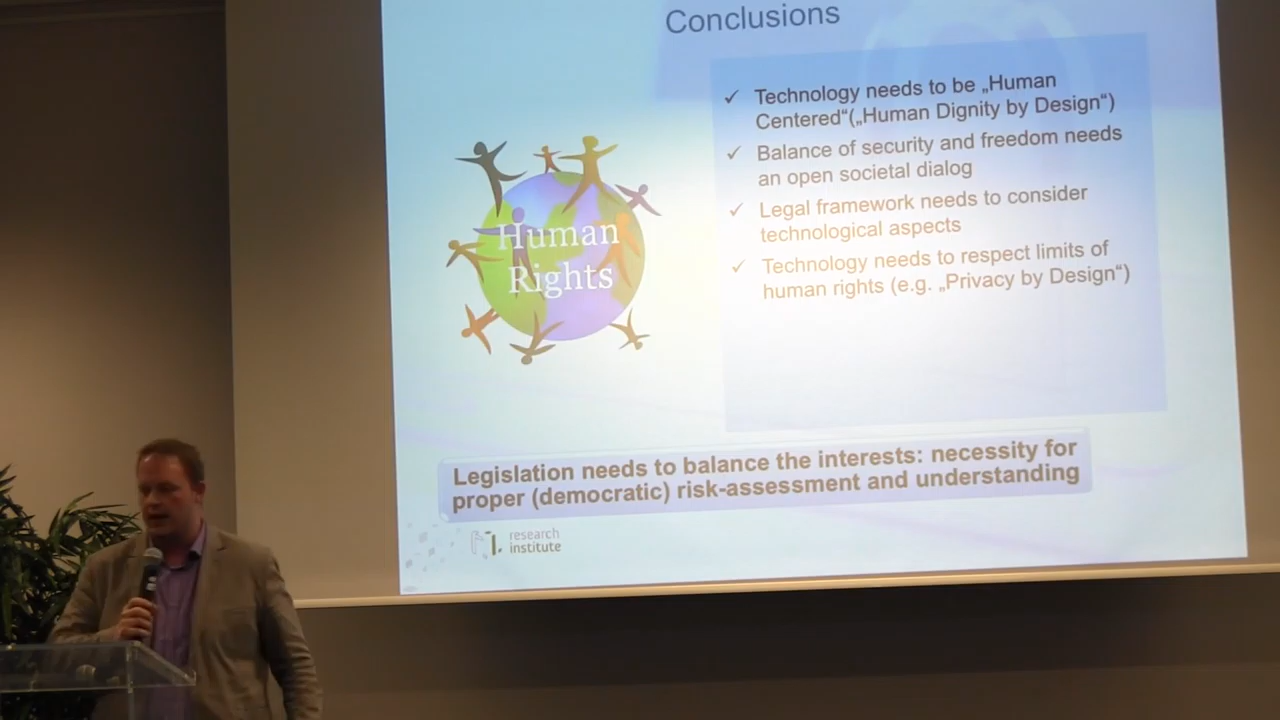 Conclusions
✓ Technology needs to be „Human
Centered“(„Human Dignity by Design“)
✓ Balance of security and freedom needs
an open societal dialog
✓ Legal framework needs to consider
technological aspects
✓ Technology needs to respect limits of
human rights (e.g. „Privacy by Design“)
Human
Rights
Legislation needs to balance the interests: necessity for
proper (democratic) risk-assessment and understanding
research
institute